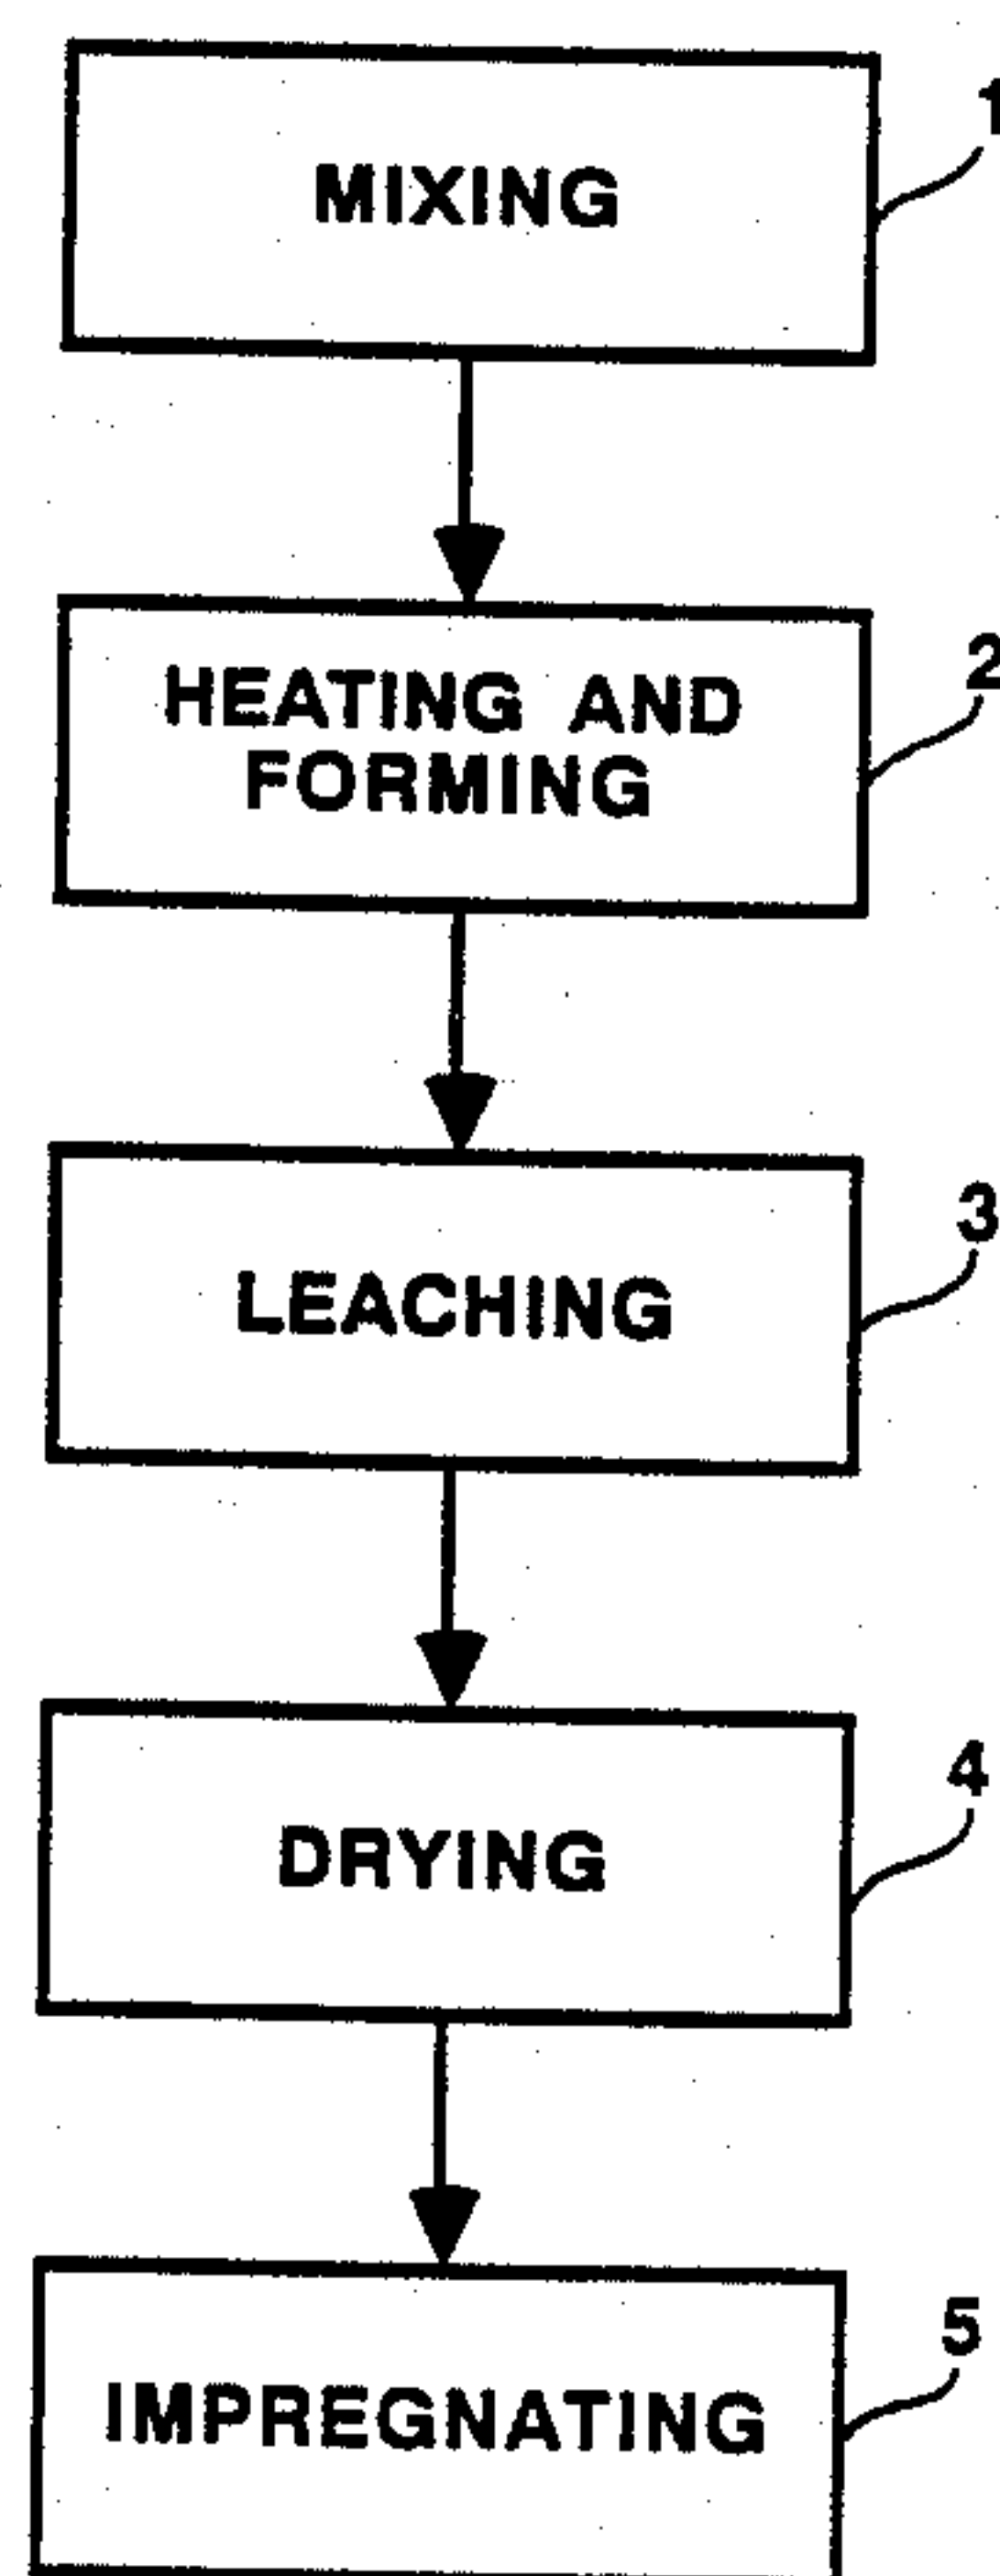 MIXING
1
HEATING AND
FORMING
2
LEACHING
3
DRYING
4
IMPREGNATING
5